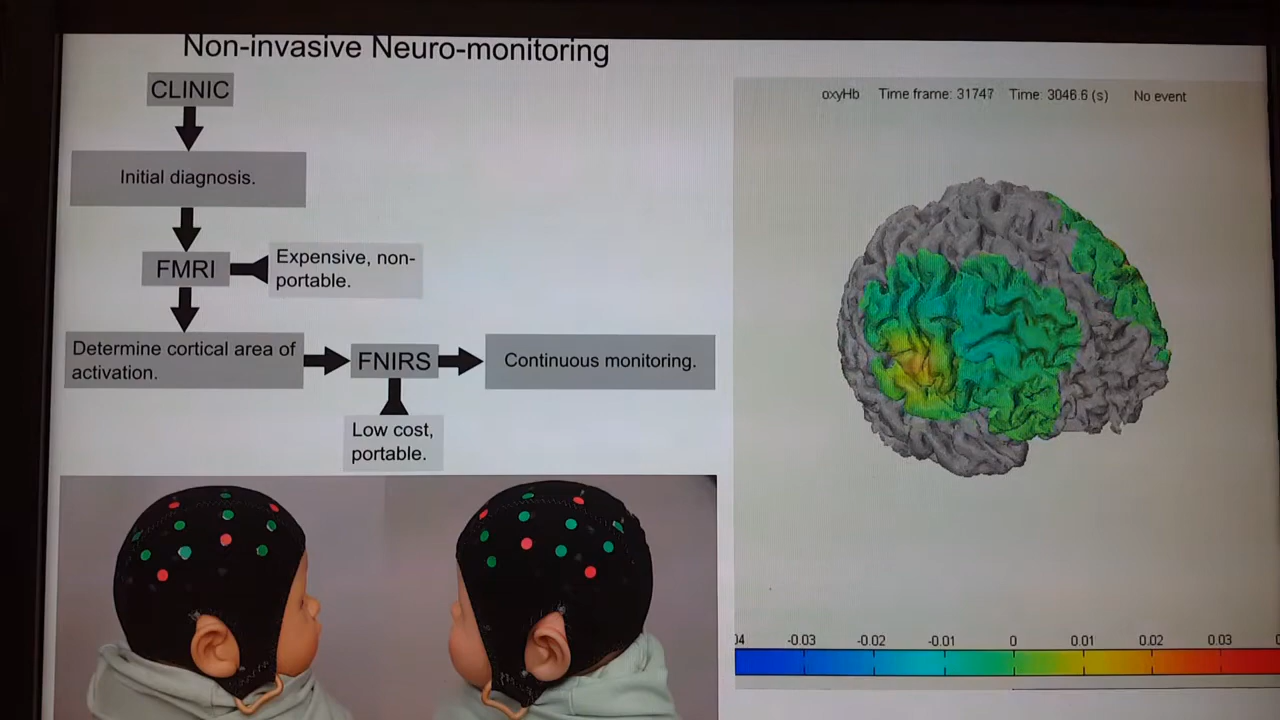 Non-invasive Neuro-monitoring
CLINIC
Initial diagnosis.
FMRI
Expensive, non-
portable.
Determine cortical area of
activation.
FNIRS
Continuous monitoring.
Low cost,
portable.
oxyHb Time frame: 31747 Time: 3046.6 (s) No event
-0.03 -0.02 -0.01 0 0.01 0.02 0.03